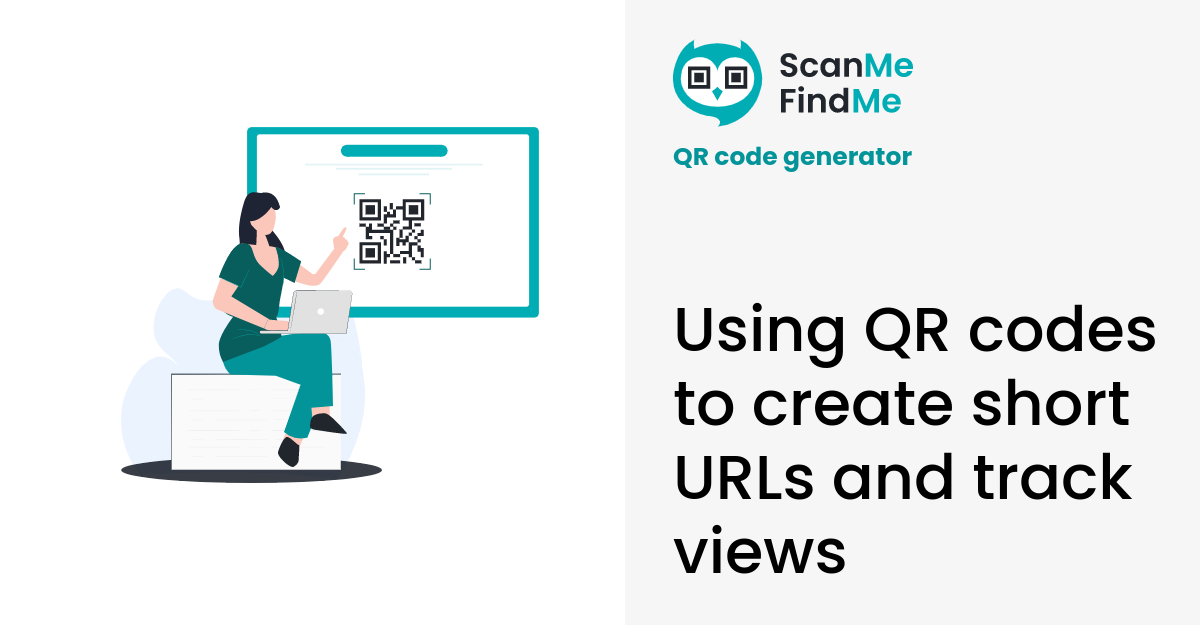 ScanMe
FindMe
QR code generator
Using QR codes
to create short
URLs and track
views